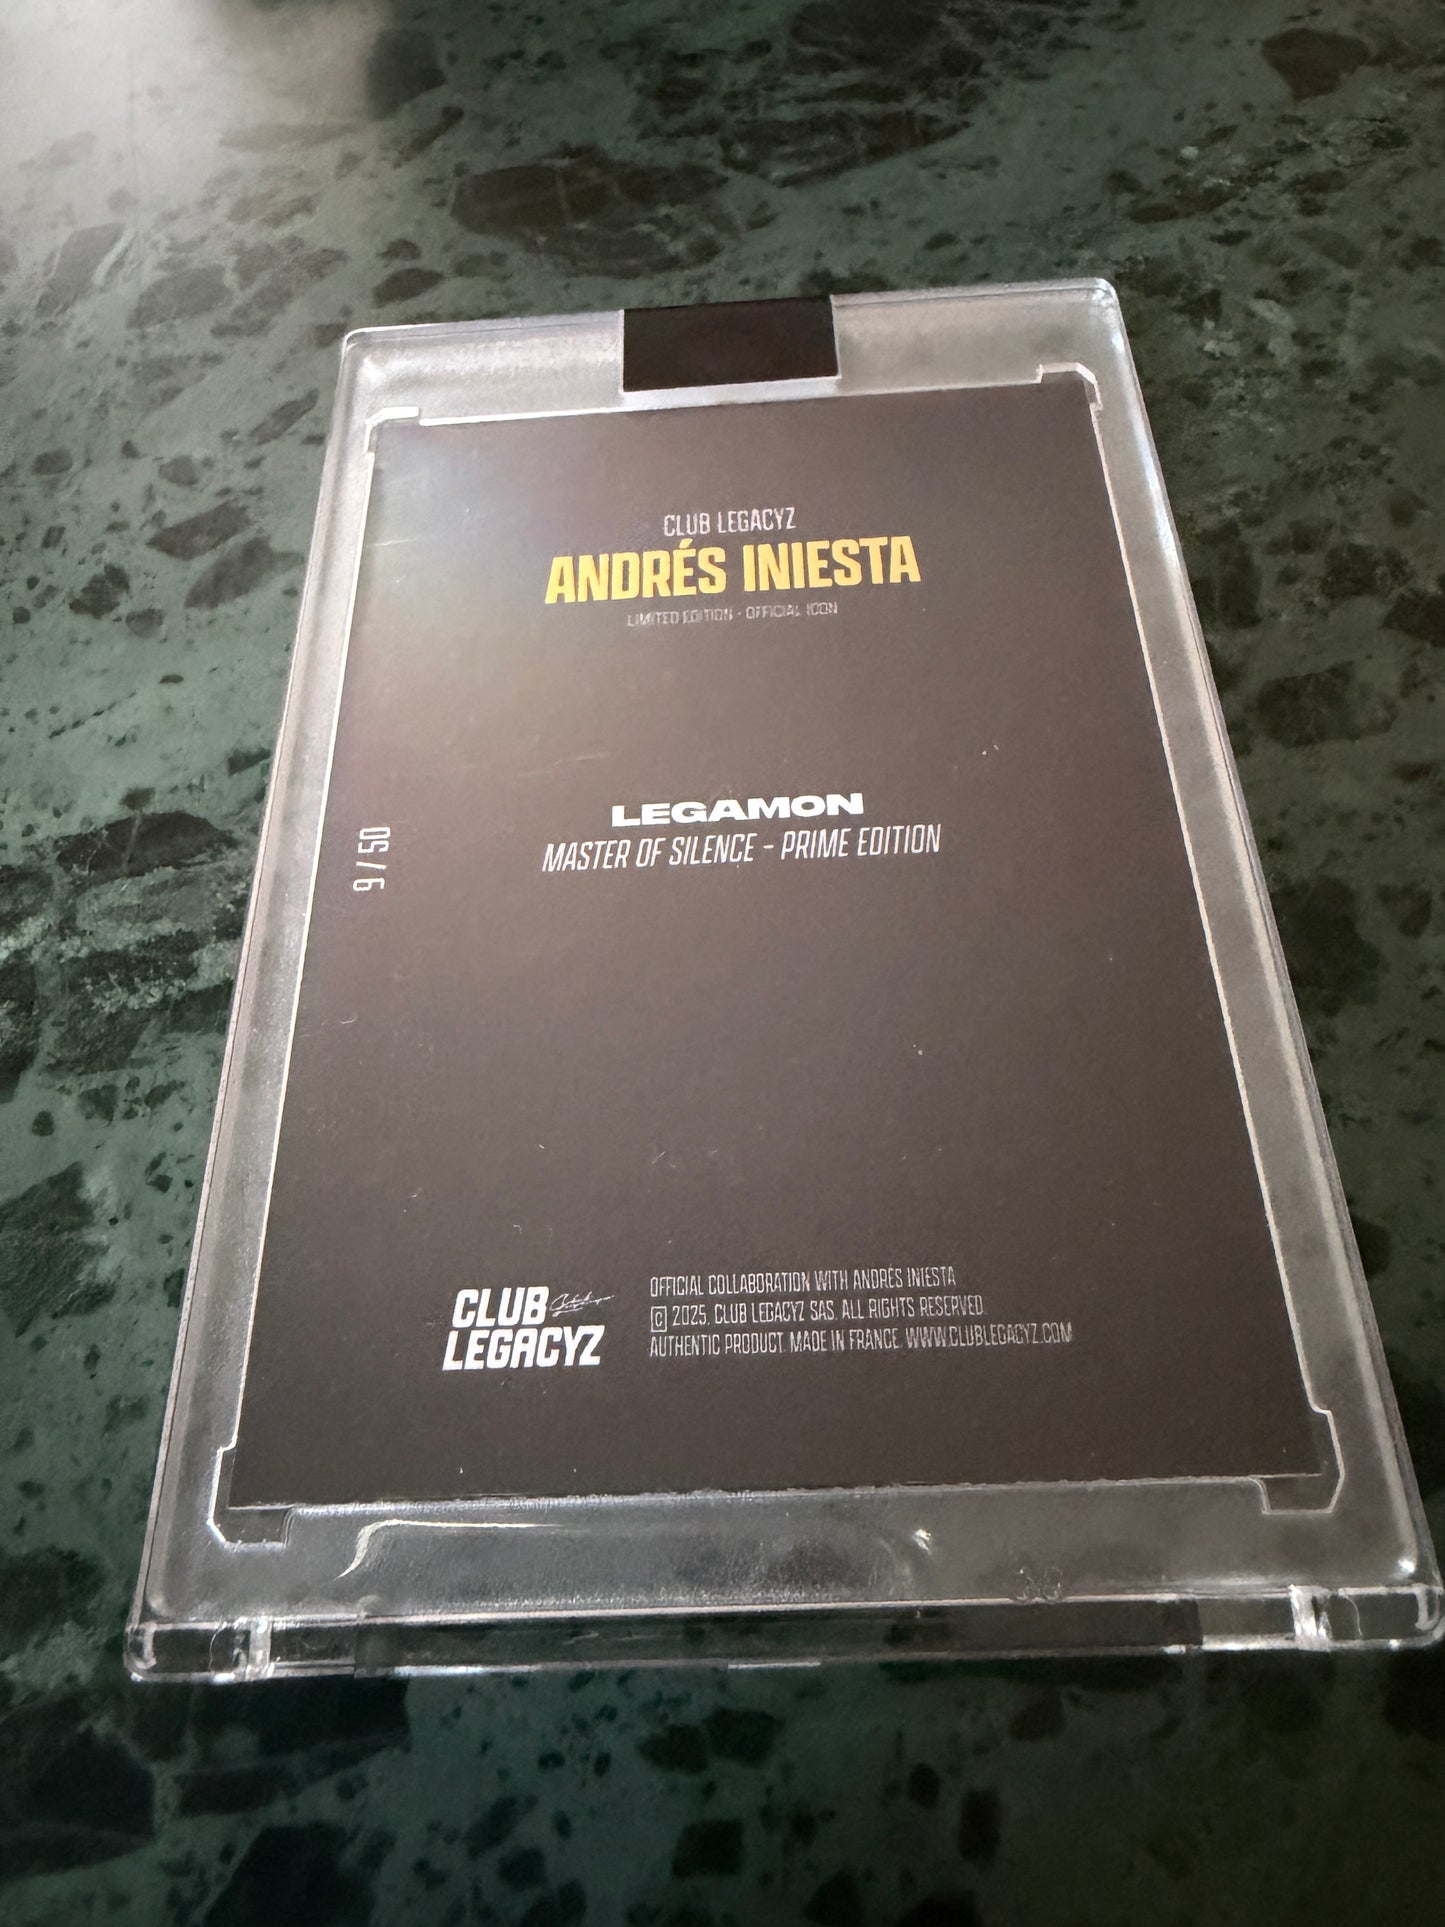 CLUB LEGACYZ
ANDRÉS INIESTA
LIMITED EDITION - OFFICIAL ICON
LEGAMON
MASTER OF SILENCE - PRIME EDITION
9 / 50
CLUB
LEGACYZ
OFFICIAL COLLABORATION WITH ANDRÉS INIESTA
© 2025. CLUB LEGACYZ SAS. ALL RIGHTS RESERVED.
AUTHENTIC PRODUCT. MADE IN FRANCE. WWW.CLUBLEGACYZ.COM